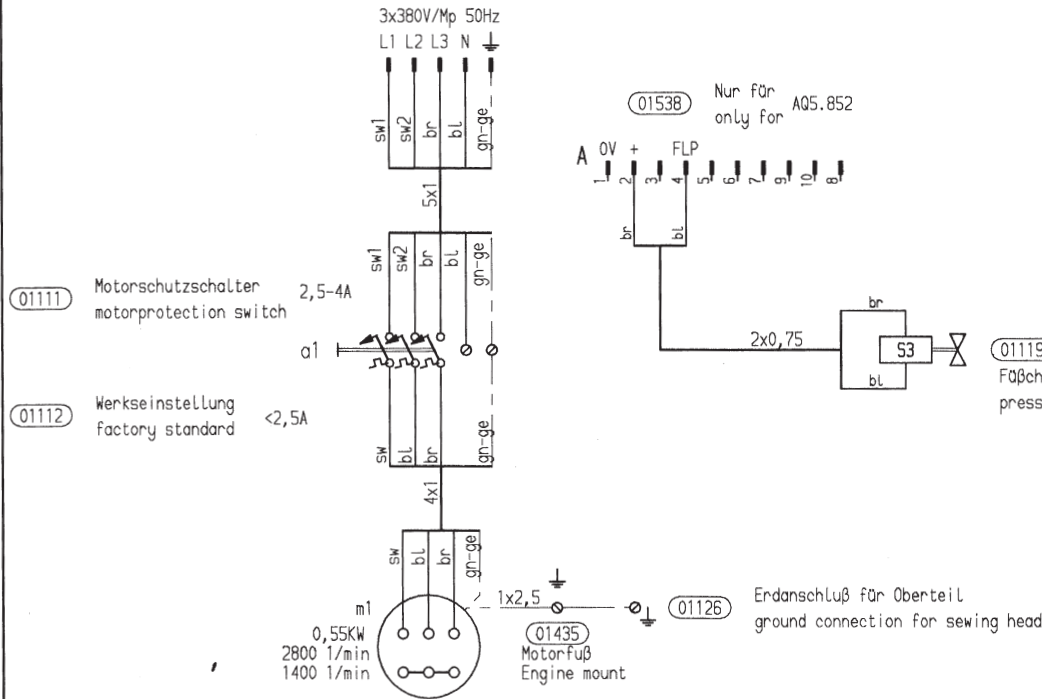 3x380V/Mp 50Hz
L1 L2 L3 N
sw1 sw2 br bl gn-ge
5x1
sw1 sw2 br bl gn-ge
01111 Motorschutzschalter 2,5-4A
motorprotection switch
a1
01112 Werkseinstellung <2,5A
factory standard
sw bl br gn-ge
4x1
sw bl br gn-ge
m1
0,55KW
2800 1/min
1400 1/min
1x2,5
01435
Motorfuß
Engine mount
01126 Erdanschluß für Oberteil
ground connection for sewing head
01538 Nur für AQ5.852
only for
A 0V + FLP
1 2 3 4 5 6 7 9 10 8
br bl
2x0,75
br
S3
bl
01119
Füßch
press